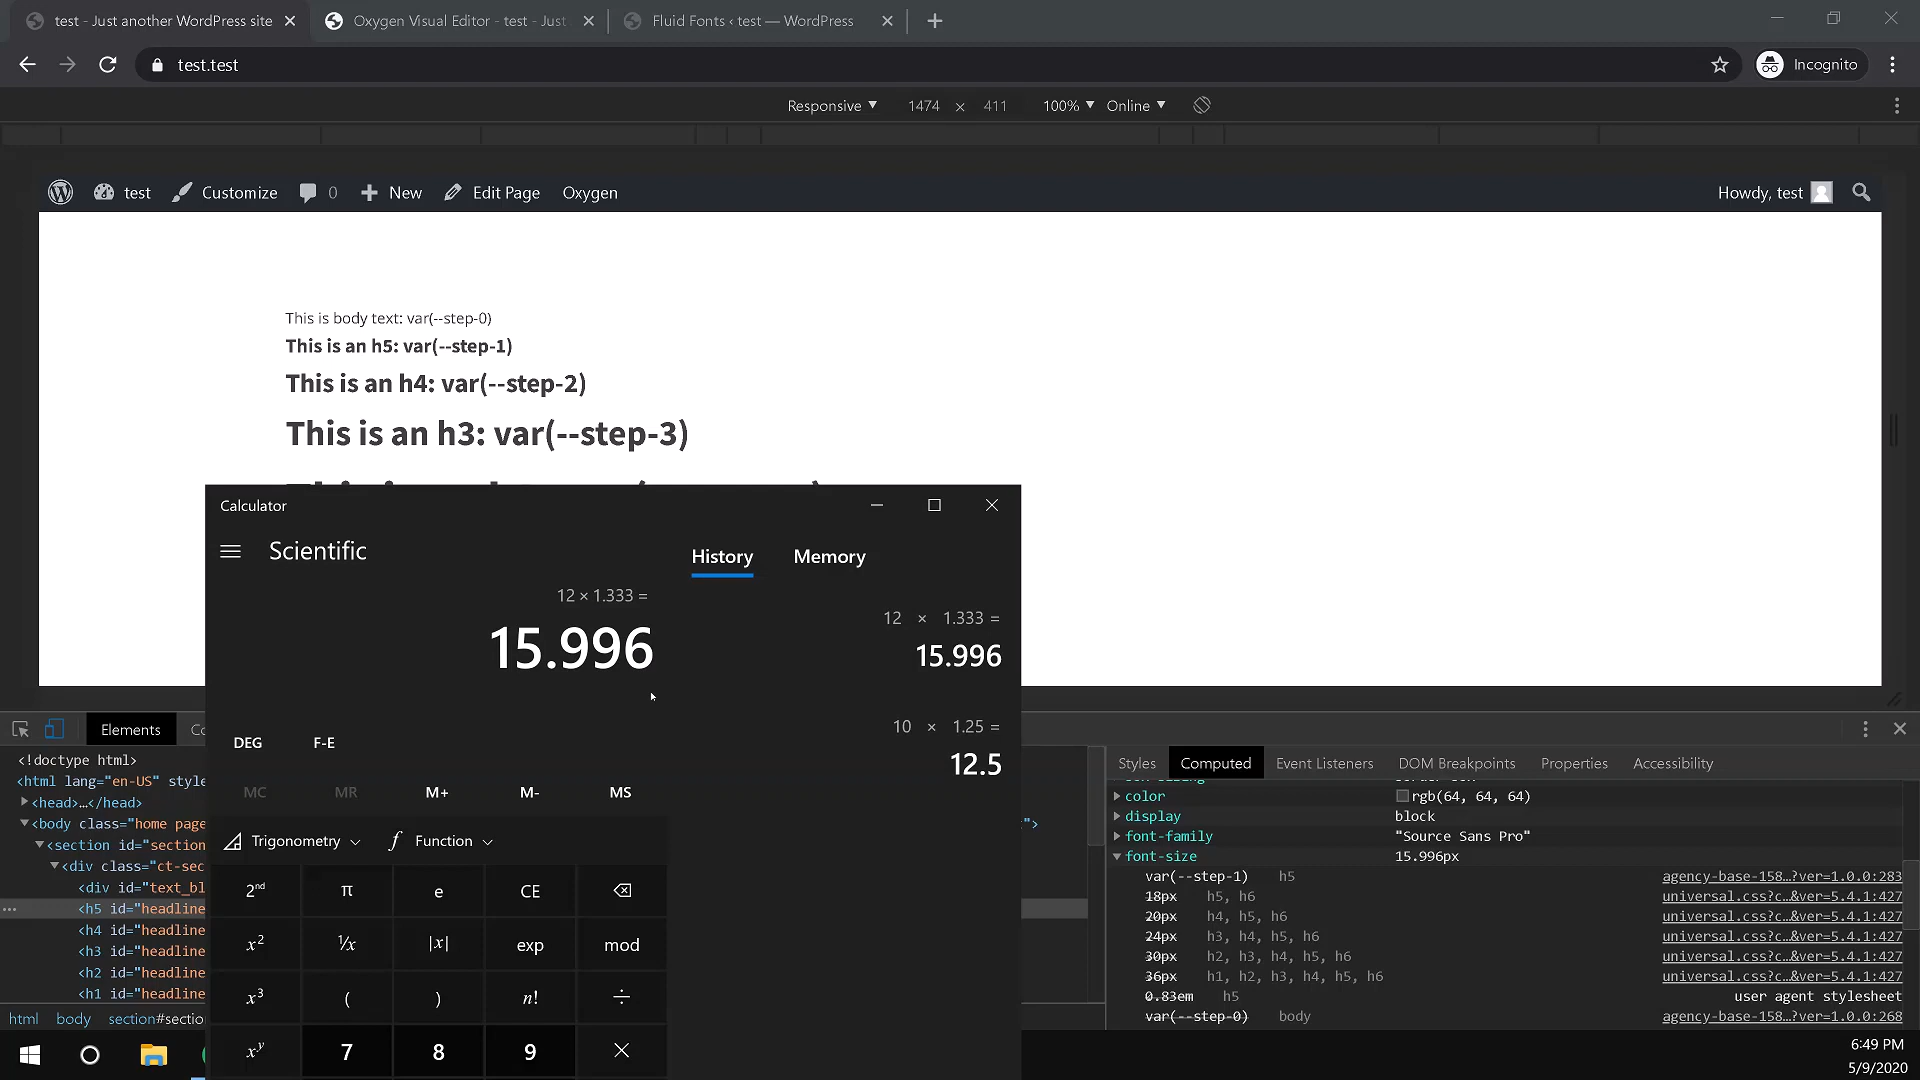 test - Just another WordPress site
Oxygen Visual Editor - test - Just
Fluid Fonts ‹ test — WordPress
test.test
Incognito
Responsive ▼ 1474 × 411 100% ▼ Online ▼
test Customize 0 New Edit Page Oxygen Howdy, test
This is body text: var(--step-0)
This is an h5: var(--step-1)
This is an h4: var(--step-2)
This is an h3: var(--step-3)
Calculator
Scientific
History Memory
12 × 1.333 =
15.996
12 × 1.333 =
15.996
10 × 1.25 =
12.5
DEG F-E
MC MR M+ M- MS
Trigonometry f Function
2nd π e CE
x2 1/x |x| exp mod
x3 ( ) n! ÷
xy 7 8 9 ×
Elements
<!doctype html>
<html lang="en-US" style
<head>…</head>
<body class="home page
">
<section id="section
<div class="ct-sec
<div id="text_bl
<h5 id="headline
<h4 id="headline
<h3 id="headline
<h2 id="headline
<h1 id="headline
html body section#sectio
Styles Computed Event Listeners DOM Breakpoints Properties Accessibility
color rgb(64, 64, 64)
display block
font-family "Source Sans Pro"
font-size 15.996px
var(--step-1) h5 agency-base-158…?ver=1.0.0:283
18px h5, h6 universal.css?c…&ver=5.4.1:427
20px h4, h5, h6 universal.css?c…&ver=5.4.1:427
24px h3, h4, h5, h6 universal.css?c…&ver=5.4.1:427
30px h2, h3, h4, h5, h6 universal.css?c…&ver=5.4.1:427
36px h1, h2, h3, h4, h5, h6 universal.css?c…&ver=5.4.1:427
0.83em h5 user agent stylesheet
var(--step-0) body agency-base-158…?ver=1.0.0:268
6:49 PM
5/9/2020